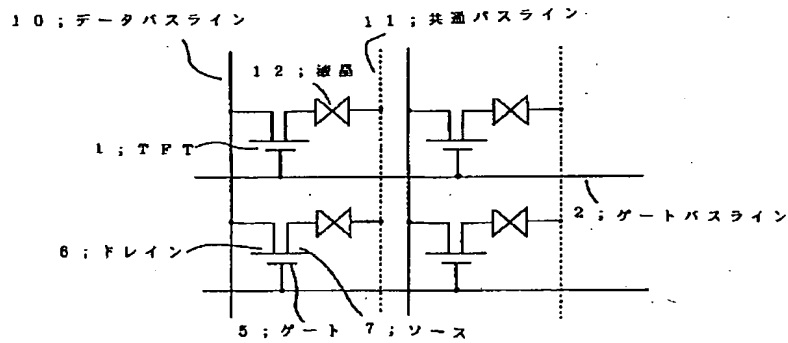 10;データバスライン
11;共通バスライン
12;液晶
1;TFT
2;ゲートバスライン
6;ドレイン
5;ゲート
7;ソース